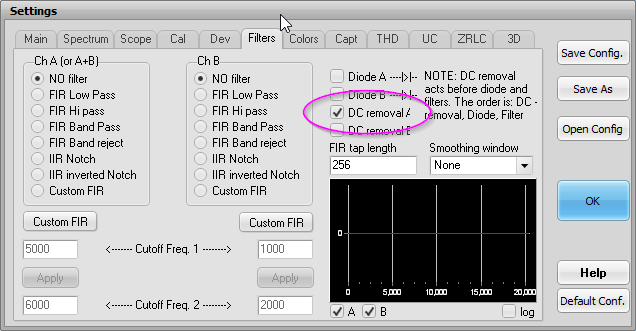 Settings
Main Spectrum Scope Cal Dev Filters Colors Capt THD UC ZRLC 3D
Ch A (or A+B)
NO filter
FIR Low Pass
FIR Hi pass
FIR Band Pass
FIR Band reject
IIR Notch
IIR inverted Notch
Custom FIR
Custom FIR
Ch B
NO filter
FIR Low Pass
FIR Hi pass
FIR Band Pass
FIR Band reject
IIR Notch
IIR inverted Notch
Custom FIR
Custom FIR
5000 <------ Cutoff Freq. 1 -------> 1000
Apply Apply
6000 <------ Cutoff Freq. 2 -------> 2000
Diode A ----|>|--
Diode B ----|>|--
DC removal A
DC removal B
NOTE: DC removal
acts before diode and
filters. The order is: DC -
removal, Diode, Filter
FIR tap length Smoothing window
256 None
0
0 5,000 10,000 15,000 20,000
A B log
Save Config.
Save As
Open Config
OK
Help
Default Conf.